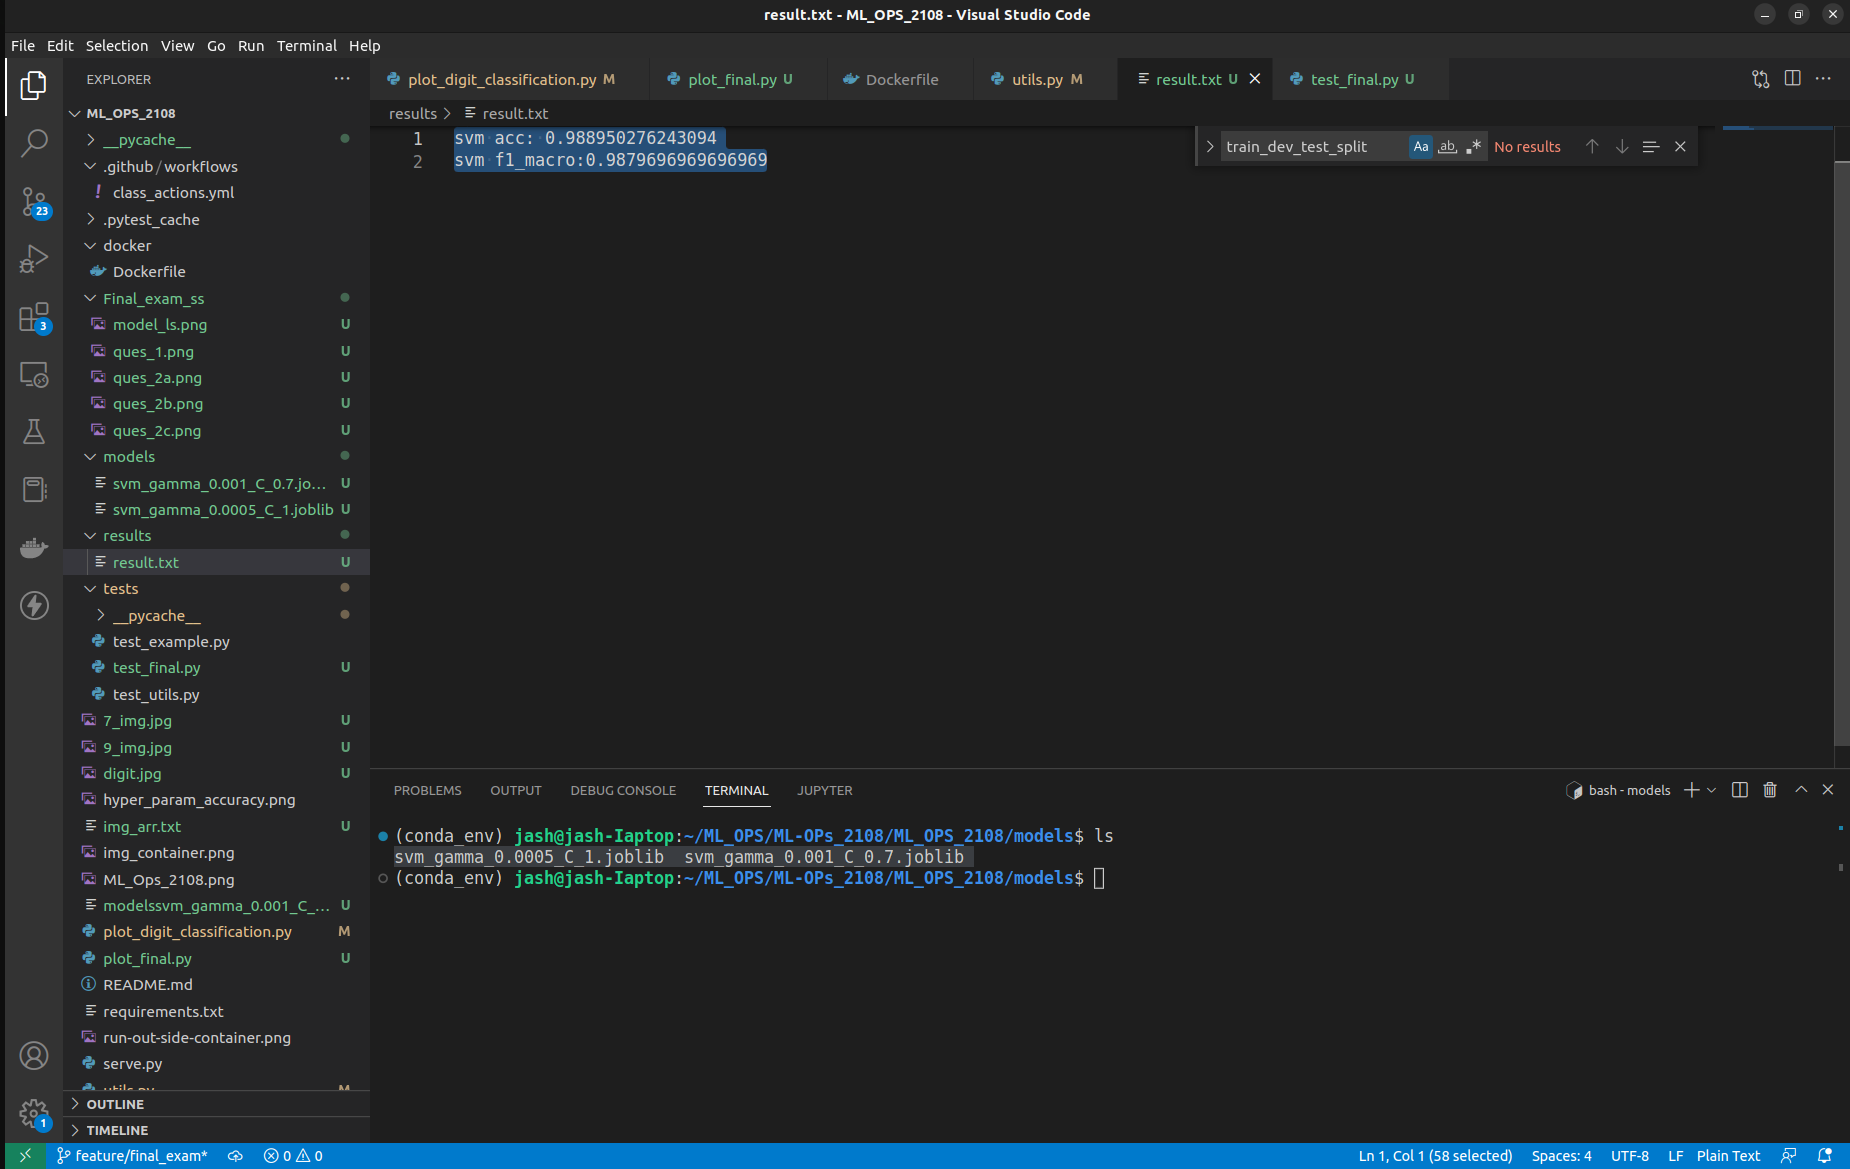 result.txt - ML_OPS_2108 - Visual Studio Code
File Edit Selection View Go Run Terminal Help
EXPLORER
ML_OPS_2108
__pycache__
.github/workflows
! class_actions.yml
.pytest_cache
docker
Dockerfile
Final_exam_ss
model_ls.png U
ques_1.png U
ques_2a.png U
ques_2b.png U
ques_2c.png U
models
svm_gamma_0.001_C_0.7.jo... U
svm_gamma_0.0005_C_1.joblib U
results
result.txt U
tests
__pycache__
test_example.py
test_final.py U
test_utils.py
7_img.jpg U
9_img.jpg U
digit.jpg U
hyper_param_accuracy.png
img_arr.txt U
img_container.png
ML_Ops_2108.png
modelssvm_gamma_0.001_C_... U
plot_digit_classification.py M
plot_final.py U
README.md
requirements.txt
run-out-side-container.png
serve.py
utils.py M
OUTLINE
TIMELINE
23
3
1
plot_digit_classification.py M plot_final.py U Dockerfile utils.py M result.txt U test_final.py U
results > result.txt
1 svm acc: 0.988950276243094
2 svm f1_macro:0.9879696969696969
train_dev_test_split Aa ab .* No results
PROBLEMS OUTPUT DEBUG CONSOLE TERMINAL JUPYTER bash - models
(conda_env) jash@jash-Iaptop:~/ML_OPS/ML-OPs_2108/ML_OPS_2108/models$ ls
svm_gamma_0.0005_C_1.joblib svm_gamma_0.001_C_0.7.joblib
(conda_env) jash@jash-Iaptop:~/ML_OPS/ML-OPs_2108/ML_OPS_2108/models$
feature/final_exam* 0 0 Ln 1, Col 1 (58 selected) Spaces: 4 UTF-8 LF Plain Text